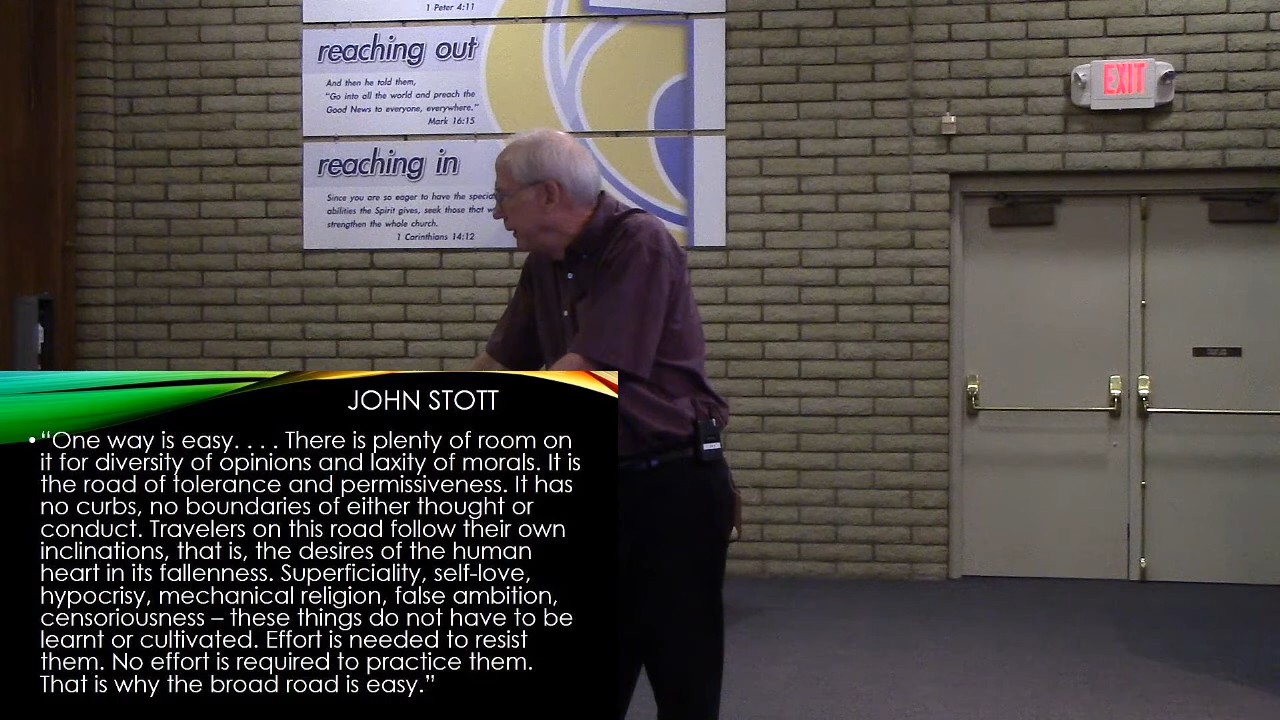 1 Peter 4:11
reaching out
And then he told them,
"Go into all the world and preach the
Good News to everyone, everywhere."
Mark 16:15
reaching in
Since you are so eager to have the special
abilities the Spirit gives, seek those that
strengthen the whole church.
1 Corinthians 14:12
EXIT
JOHN STOTT
• “One way is easy. . . . There is plenty of room on
it for diversity of opinions and laxity of morals. It is
the road of tolerance and permissiveness. It has
no curbs, no boundaries of either thought or
conduct. Travelers on this road follow their own
inclinations, that is, the desires of the human
heart in its fallenness. Superficiality, self-love,
hypocrisy, mechanical religion, false ambition,
censoriousness – these things do not have to be
learnt or cultivated. Effort is needed to resist
them. No effort is required to practice them.
That is why the broad road is easy.”